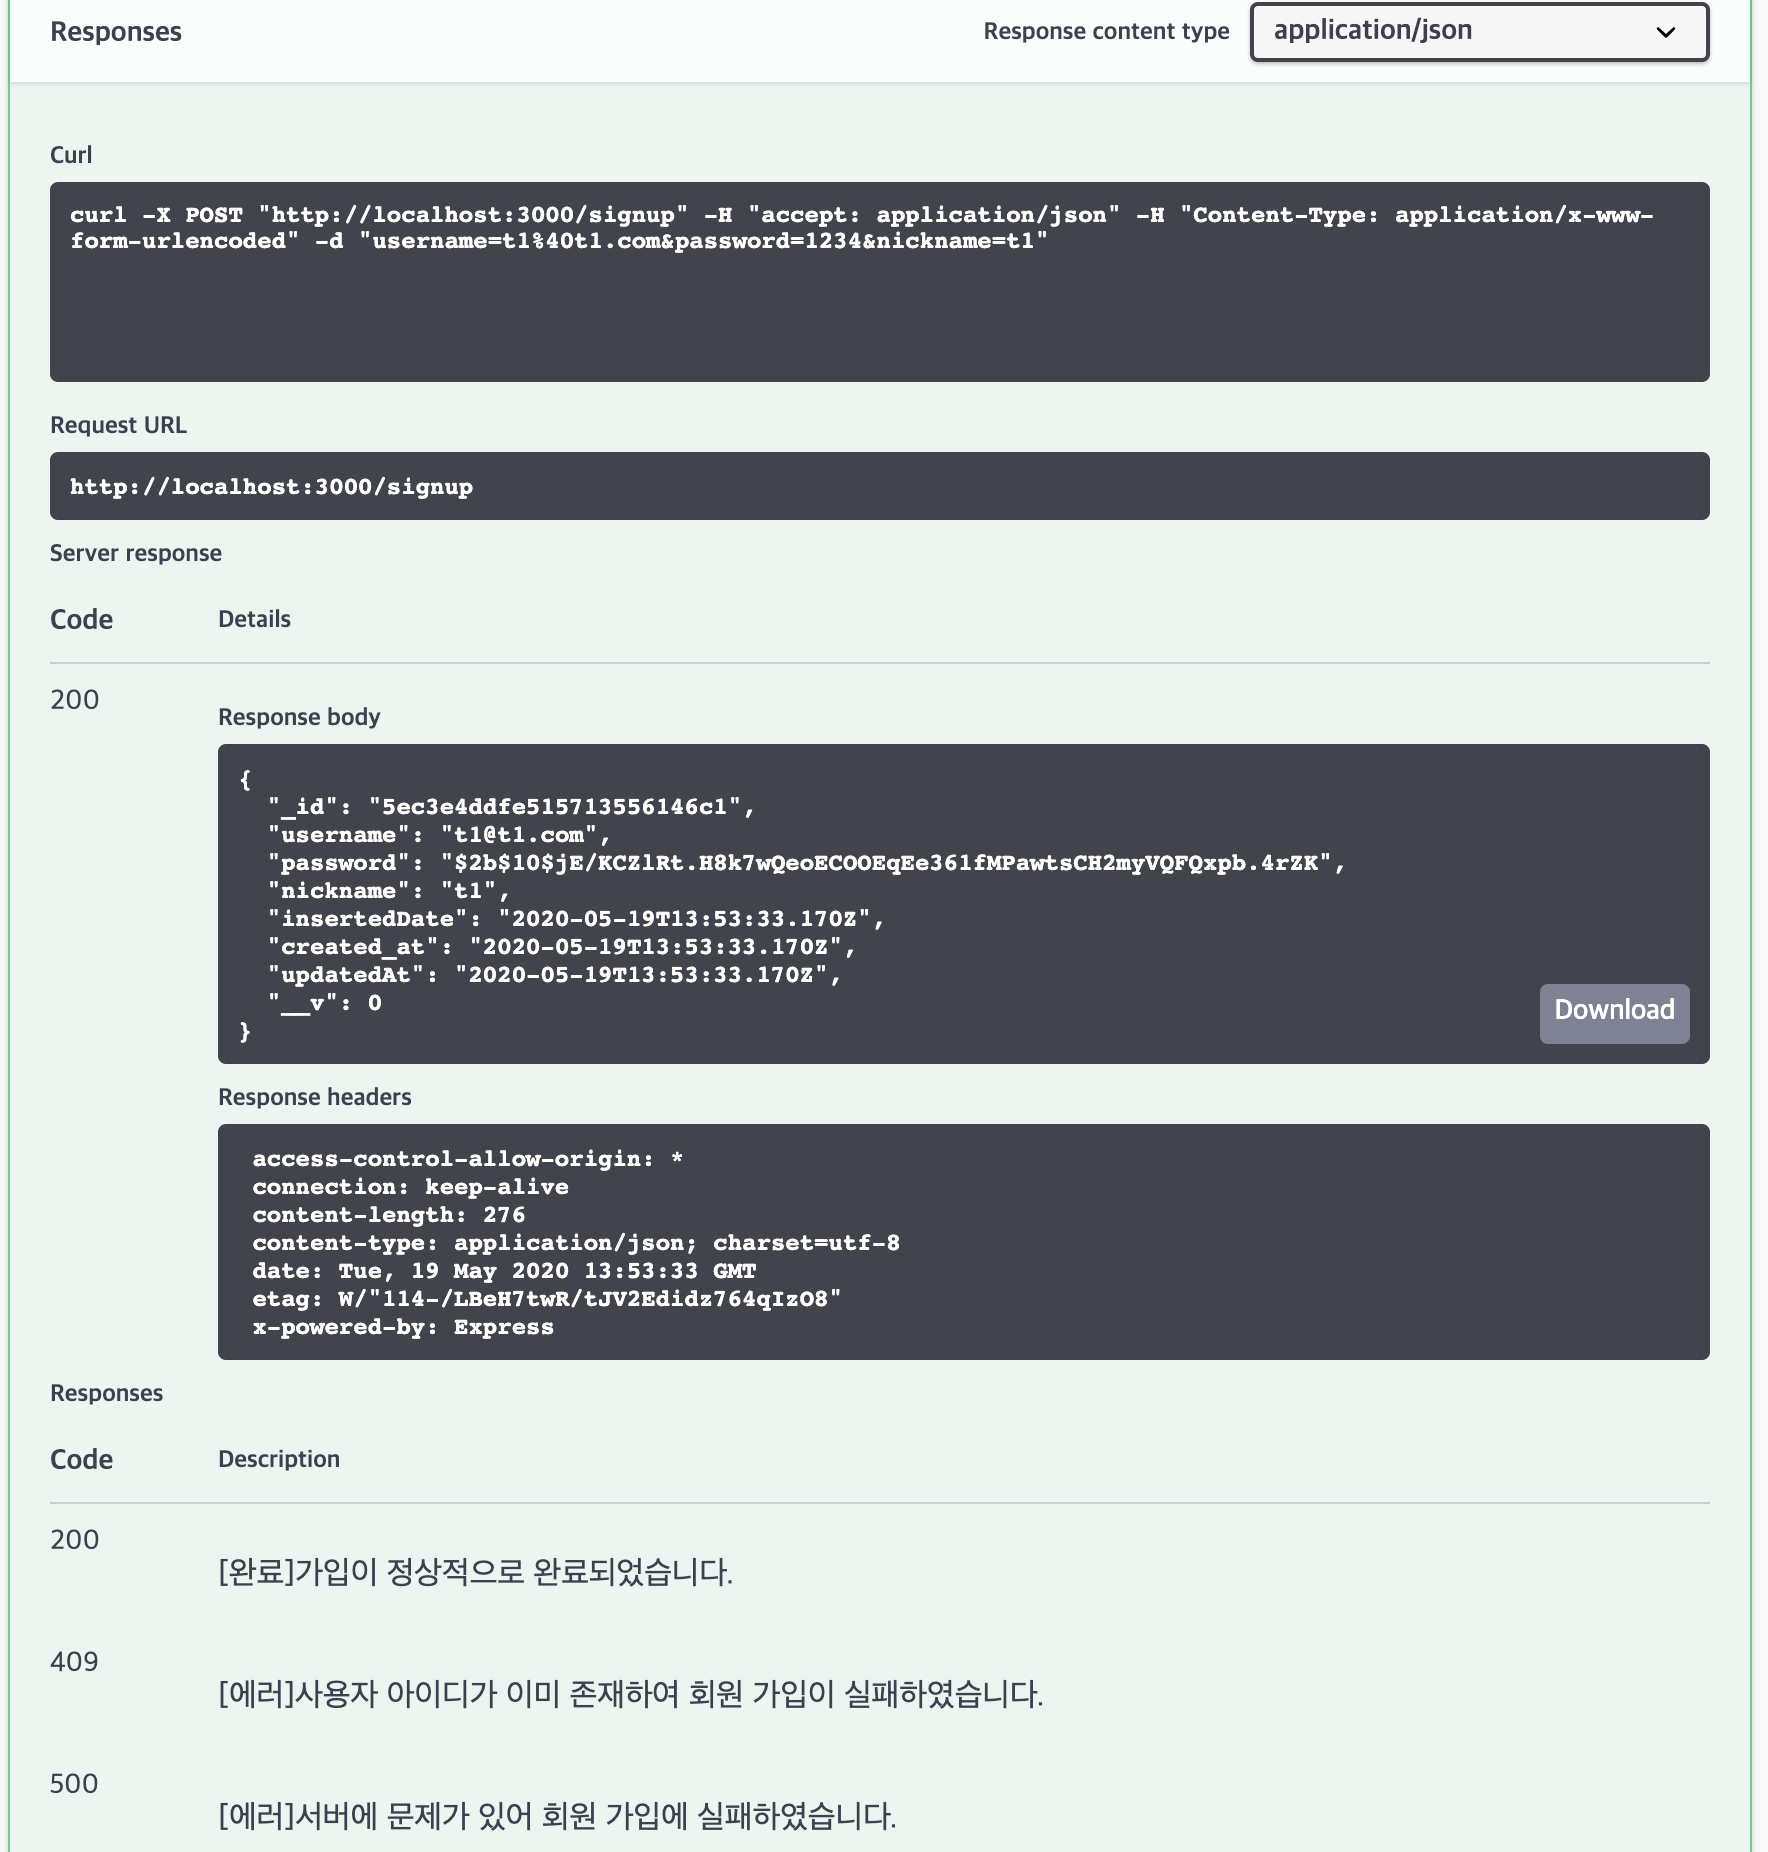 Responses
Response content type
application/json
Curl
curl -X POST "http://localhost:3000/signup" -H "accept: application/json" -H "Content-Type: application/x-www-
form-urlencoded" -d "username=t1%40t1.com&password=1234&nickname=t1"
Request URL
http://localhost:3000/signup
Server response
Code Details
200
Response body
{
  "_id": "5ec3e4ddfe515713556146c1",
  "username": "t1@t1.com",
  "password": "$2b$10$jE/KCZlRt.H8k7wQeoECOOEqEe361fMPawtsCH2myVQFQxpb.4rZK",
  "nickname": "t1",
  "insertedDate": "2020-05-19T13:53:33.170Z",
  "created_at": "2020-05-19T13:53:33.170Z",
  "updatedAt": "2020-05-19T13:53:33.170Z",
  "__v": 0
}
Download
Response headers
access-control-allow-origin: *
connection: keep-alive
content-length: 276
content-type: application/json; charset=utf-8
date: Tue, 19 May 2020 13:53:33 GMT
etag: W/"114-/LBeH7twR/tJV2Edidz764qIzO8"
x-powered-by: Express
Responses
Code Description
200
[완료]가입이 정상적으로 완료되었습니다.
409
[에러]사용자 아이디가 이미 존재하여 회원 가입이 실패하였습니다.
500
[에러]서버에 문제가 있어 회원 가입에 실패하였습니다.